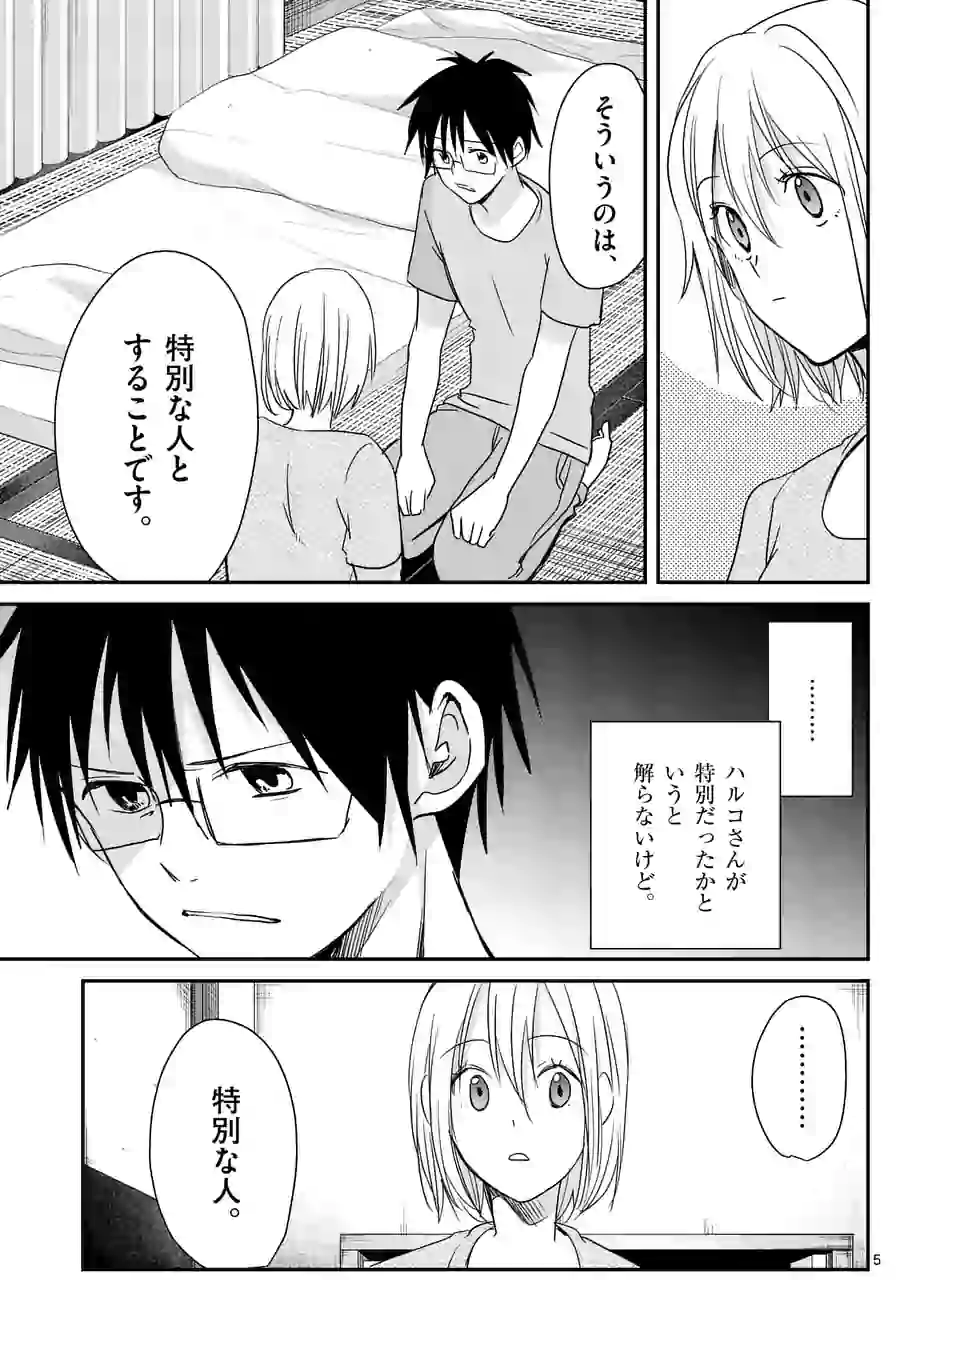 そういうのは、
特別な人と
することです。
………
ハルコさんが
特別だったかと
いうと
解らないけど。
………
特別な人。
5